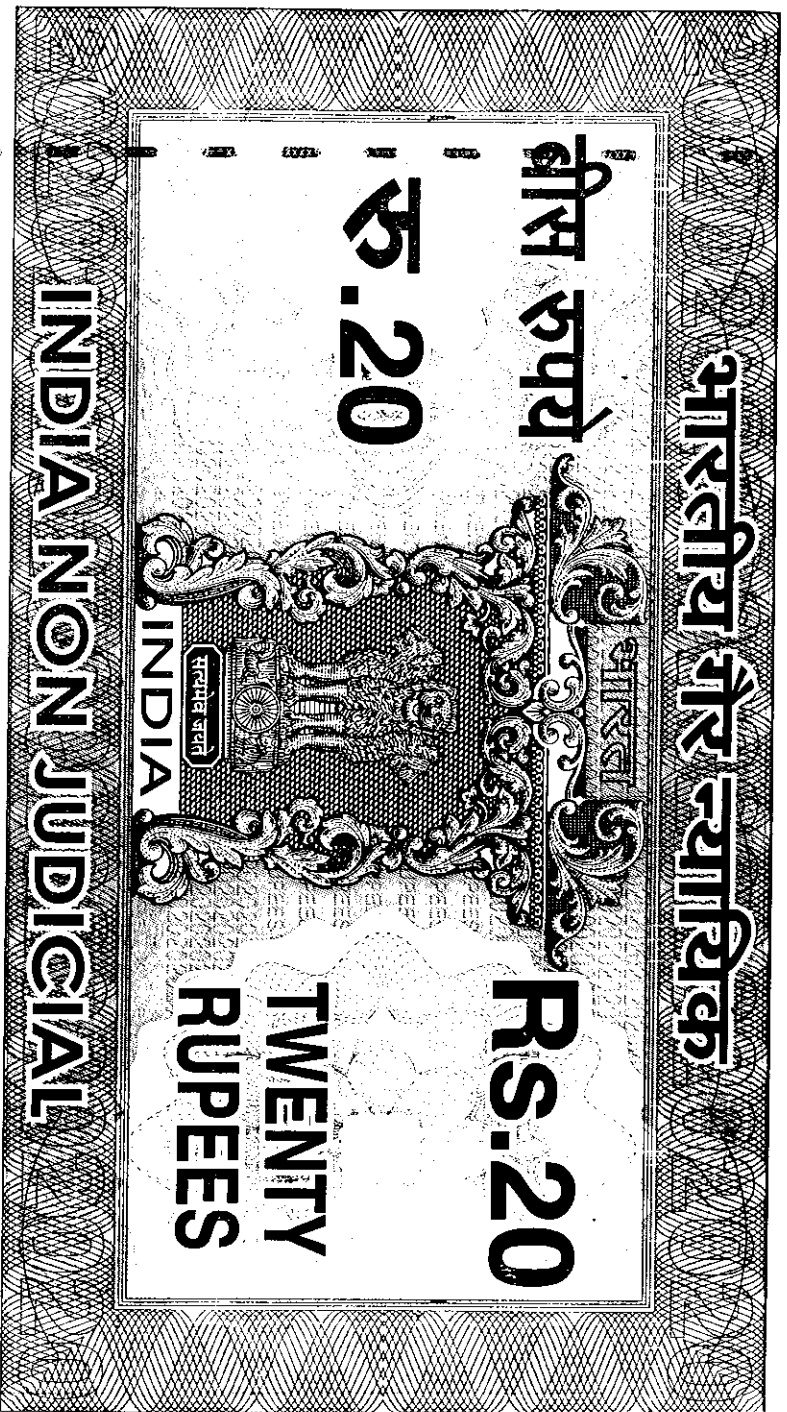 भारतीय गैर न्यायिक
भारत
बीस रुपये
रु.20
Rs.20
TWENTY
RUPEES
सत्यमेव जयते
INDIA
INDIA NON JUDICIAL